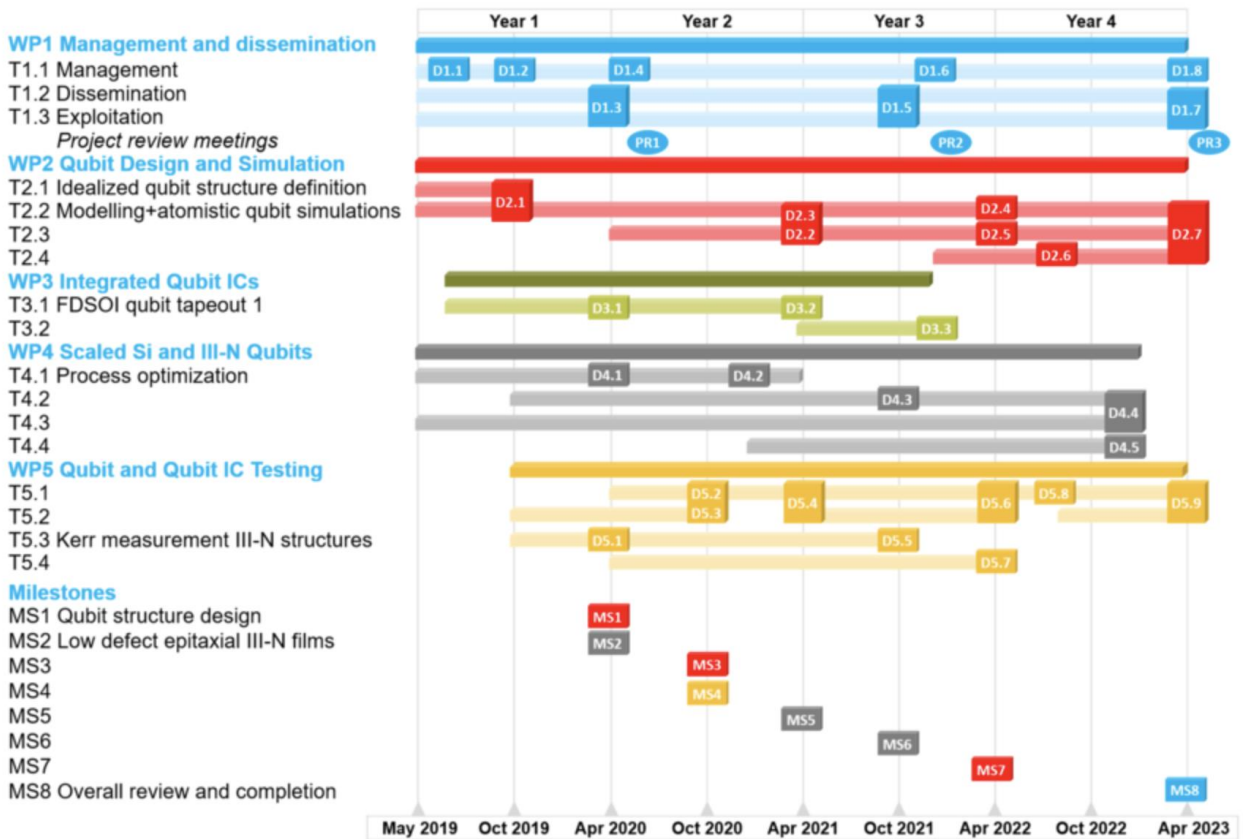 Year 1 Year 2 Year 3 Year 4
WP1 Management and dissemination
T1.1 Management D1.1 D1.2 D1.4 D1.6 D1.8
T1.2 Dissemination
D1.3 D1.5 D1.7
T1.3 Exploitation
Project review meetings PR1 PR2 PR3
WP2 Qubit Design and Simulation
T2.1 Idealized qubit structure definition
D2.1
T2.2 Modelling+atomistic qubit simulations D2.3 D2.4
T2.3 D2.2 D2.5 D2.7
T2.4 D2.6
WP3 Integrated Qubit ICs
T3.1 FDSOI qubit tapeout 1 D3.1 D3.2
T3.2 D3.3
WP4 Scaled Si and III-N Qubits
T4.1 Process optimization D4.1 D4.2
T4.2 D4.3
D4.4
T4.3
T4.4 D4.5
WP5 Qubit and Qubit IC Testing
T5.1 D5.2 D5.8
D5.4 D5.6 D5.9
T5.2 D5.3
T5.3 Kerr measurement III-N structures D5.1 D5.5
T5.4 D5.7
Milestones
MS1 Qubit structure design MS1
MS2 Low defect epitaxial III-N films MS2
MS3 MS3
MS4 MS4
MS5 MS5
MS6 MS6
MS7 MS7
MS8 Overall review and completion MS8
May 2019 Oct 2019 Apr 2020 Oct 2020 Apr 2021 Oct 2021 Apr 2022 Oct 2022 Apr 2023